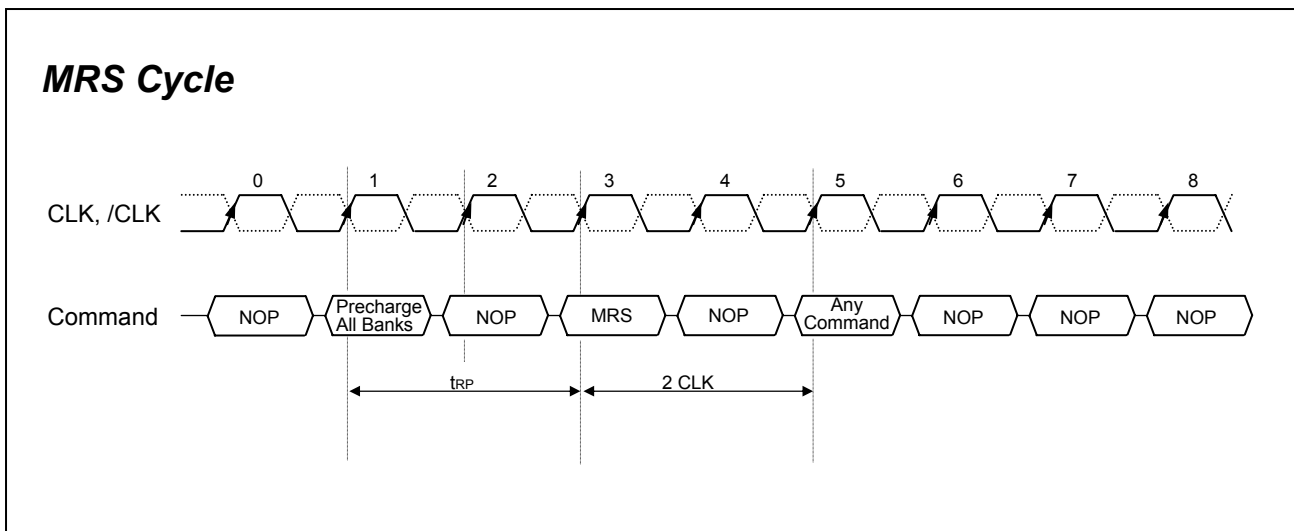 MRS Cycle
0 1 2 3 4 5 6 7 8
CLK, /CLK
Command NOP Precharge All Banks NOP MRS NOP Any Command NOP NOP NOP
tRP 2 CLK